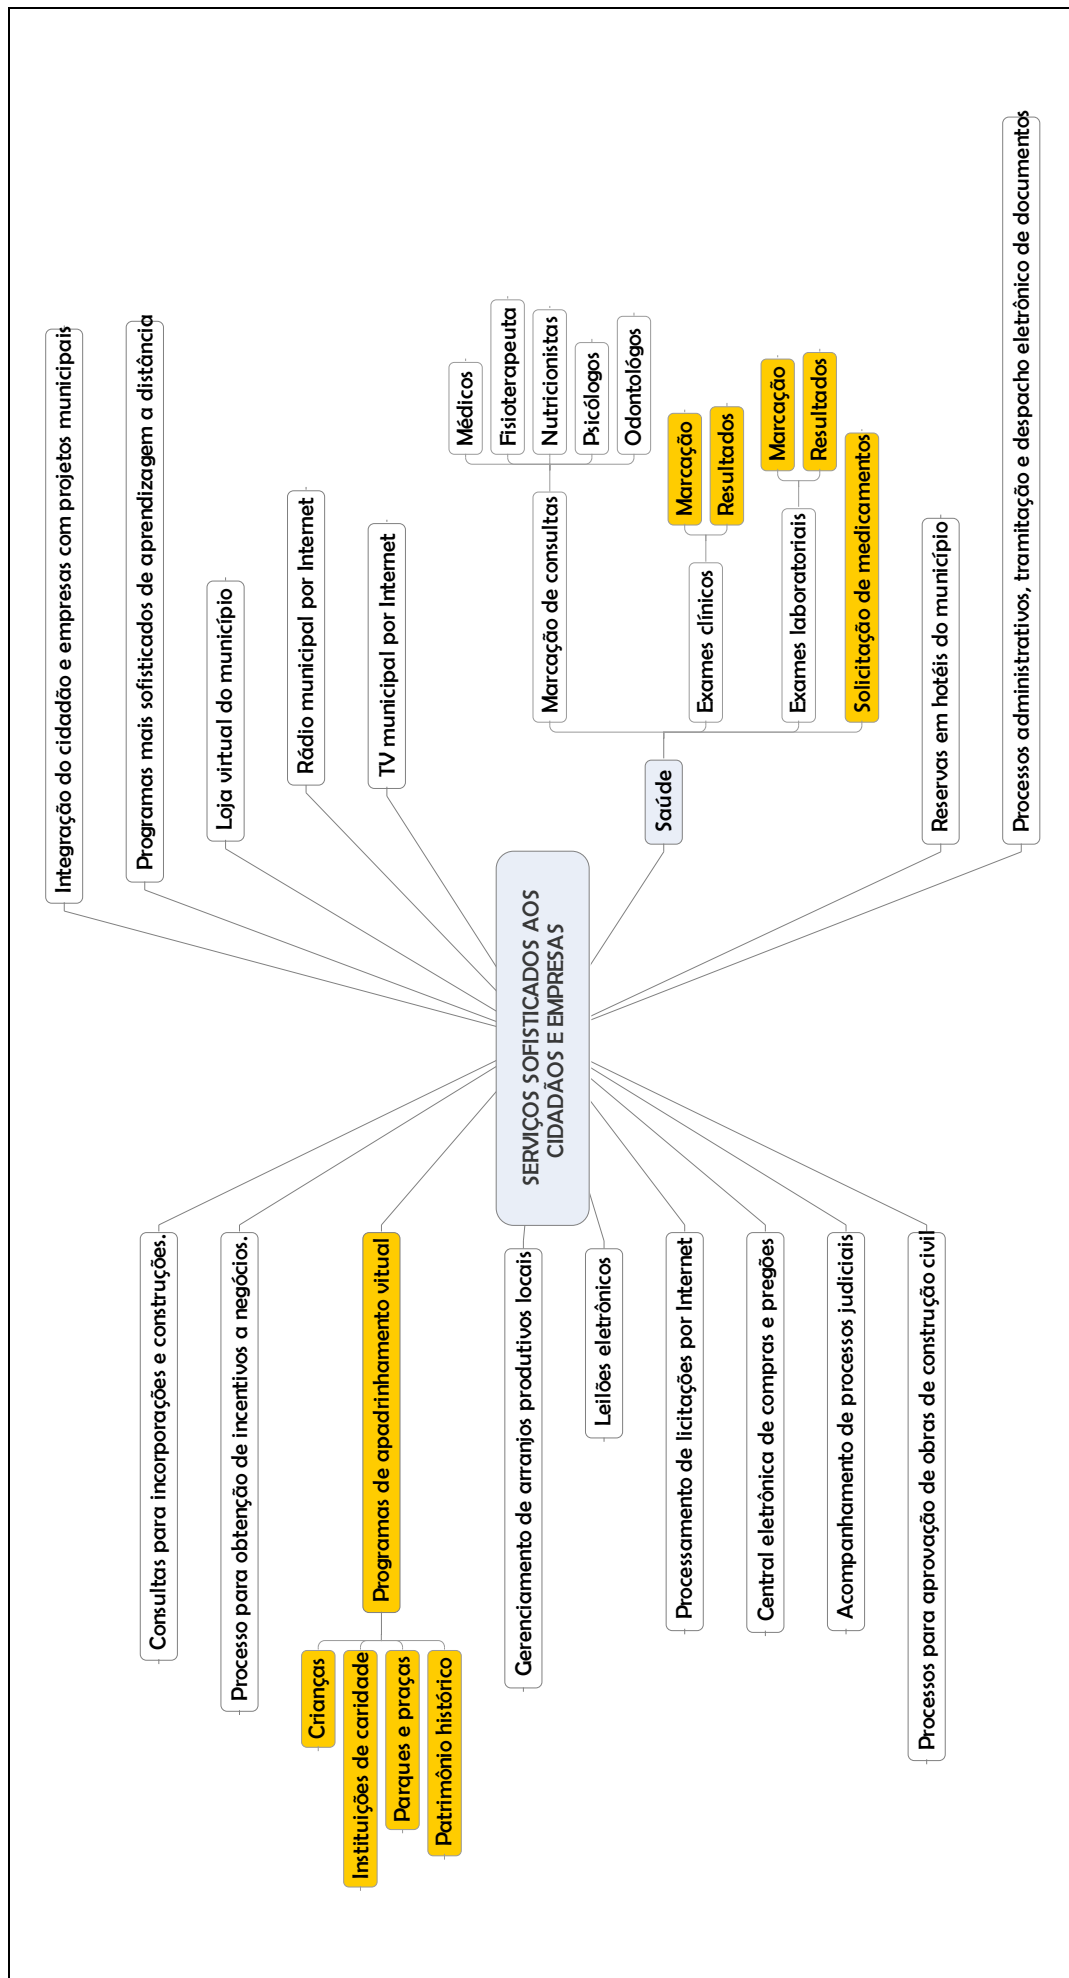 SERVIÇOS SOFISTICADOS AOS
CIDADÃOS E EMPRESAS
Integração do cidadão e empresas com projetos municipais
Programas mais sofisticados de aprendizagem a distância
Loja virtual do município
Rádio municipal por Internet
TV municipal por Internet
Saúde
Marcação de consultas
Médicos
Fisioterapeuta
Nutricionistas
Psicólogos
Odontológos
Exames clínicos
Marcação
Resultados
Exames laboratoriais
Marcação
Resultados
Solicitação de medicamentos
Reservas em hotéis do município
Processos administrativos, tramitação e despacho eletrônico de documentos
Consultas para incorporações e construções.
Processo para obtenção de incentivos a negócios.
Programas de apadrinhamento vitual
Crianças
Instituições de caridade
Parques e praças
Patrimônio histórico
Gerenciamento de arranjos produtivos locais
Leilões eletrônicos
Processamento de licitações por Internet
Central eletrônica de compras e pregões
Acompanhamento de processos judiciais
Processos para aprovação de obras de construção civil